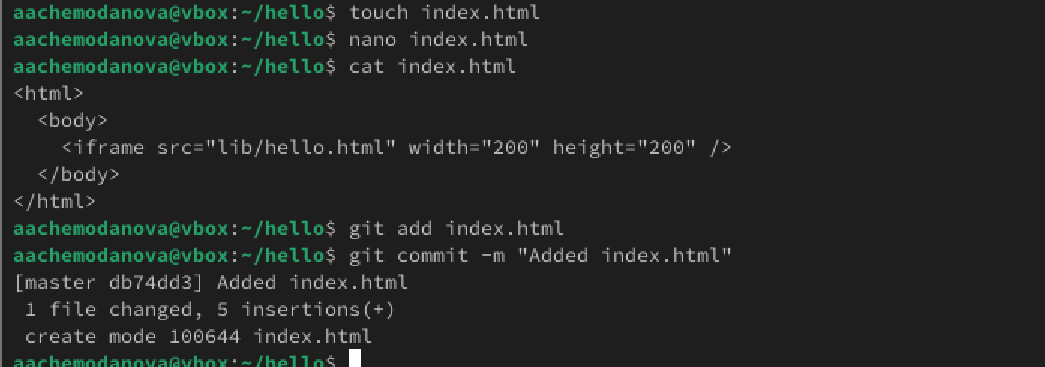 aachemodanova@vbox:~/hello$ touch index.html
aachemodanova@vbox:~/hello$ nano index.html
aachemodanova@vbox:~/hello$ cat index.html
<html>
  <body>
    <iframe src="lib/hello.html" width="200" height="200" />
  </body>
</html>
aachemodanova@vbox:~/hello$ git add index.html
aachemodanova@vbox:~/hello$ git commit -m "Added index.html"
[master db74dd3] Added index.html
 1 file changed, 5 insertions(+)
 create mode 100644 index.html
aachemodanova@vbox:~/hello$